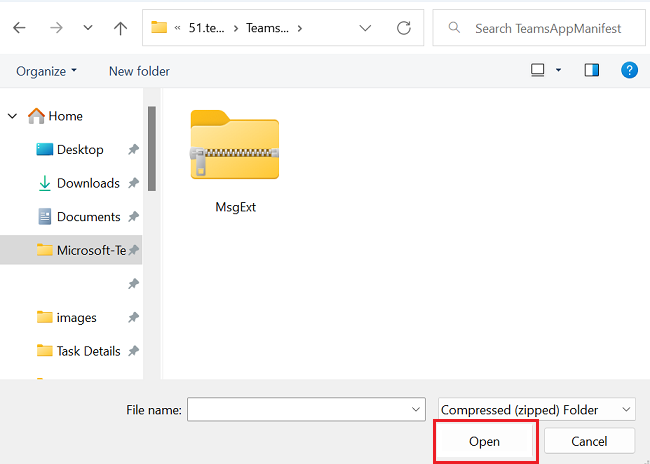 « 51.te... > Teams... >
Search TeamsAppManifest
Organize
New folder
?
Home
Desktop
Downloads
Documents
Microsoft-Te
images
Task Details
MsgExt
File name:
Compressed (zipped) Folder
Open
Cancel